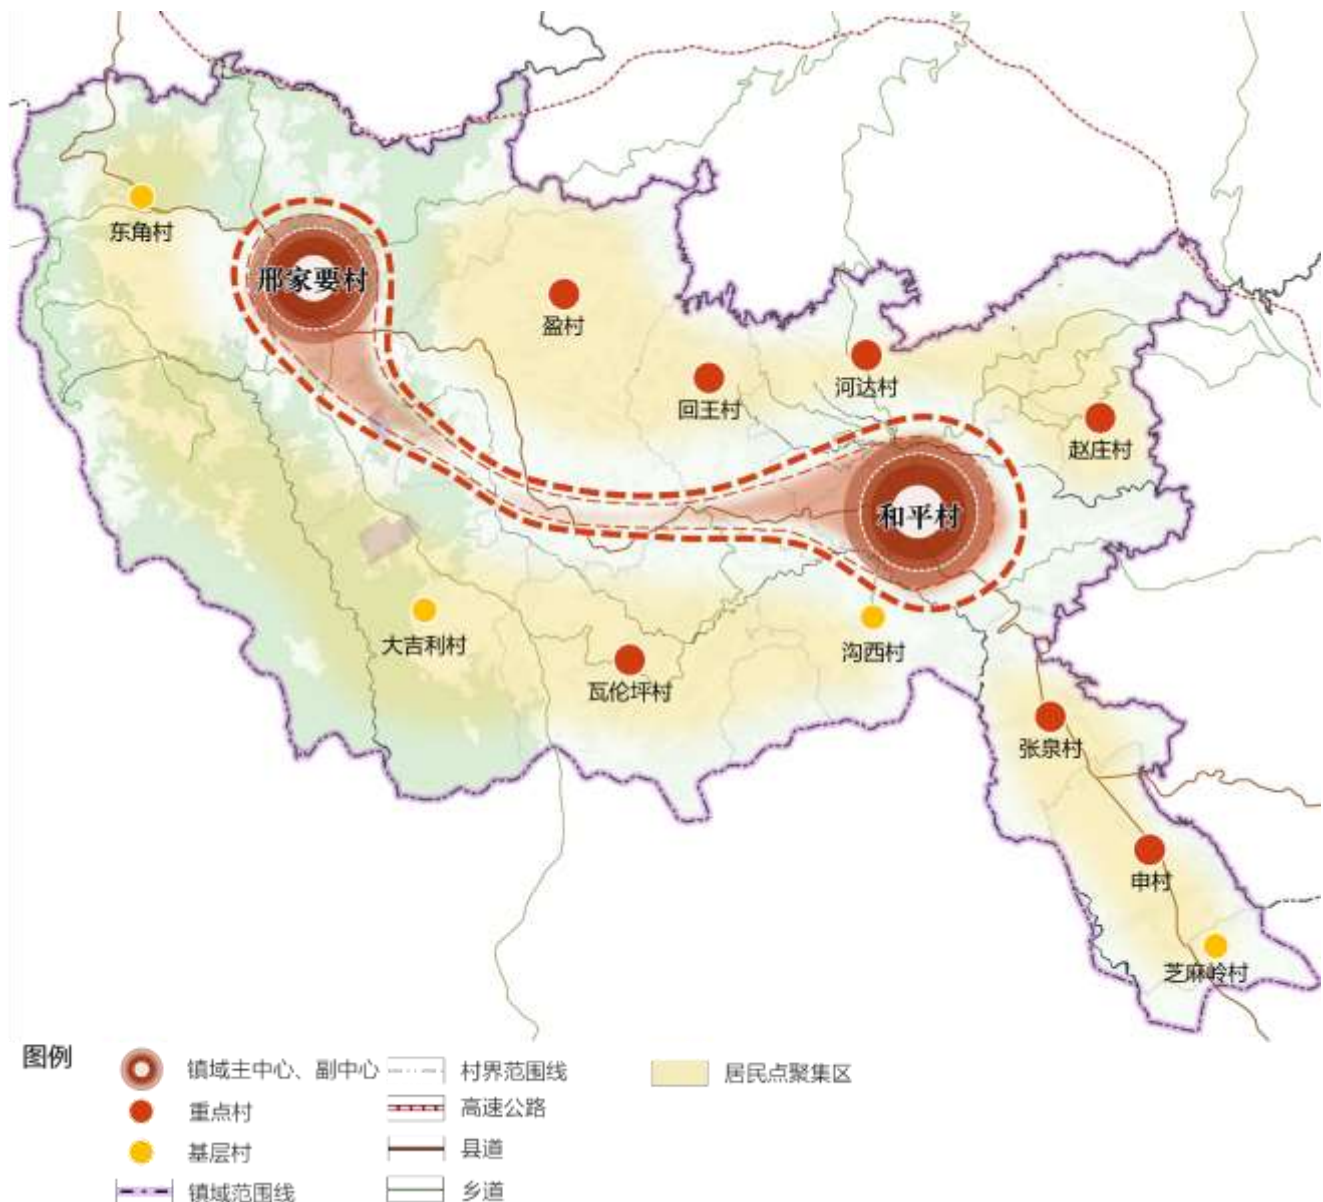 东角村
邢家要村
盈村
回王村
河达村
赵庄村
和平村
大吉利村
瓦伦坪村
沟西村
张泉村
申村
芝麻岭村
图例
镇域主中心、副中心
村界范围线
居民点聚集区
重点村
高速公路
基层村
县道
镇域范围线
乡道